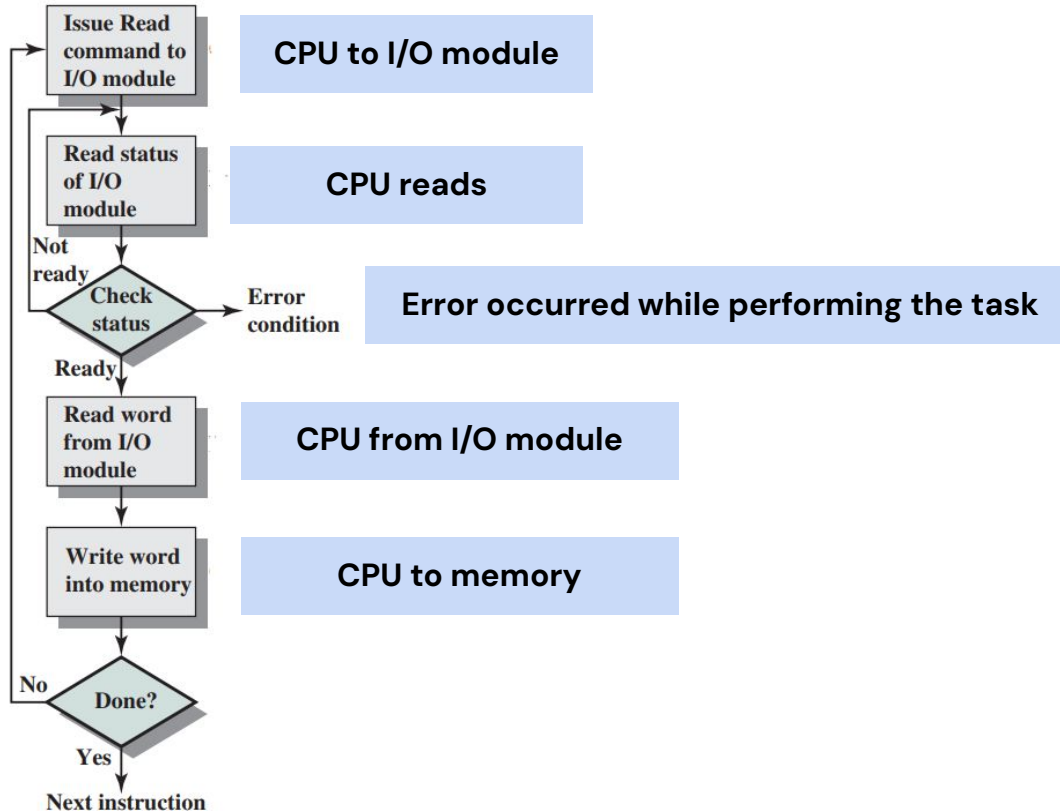 Issue Read
command to
I/O module
CPU to I/O module
Read status
of I/O
module
CPU reads
Not
ready
Check
status
Error
condition
Error occurred while performing the task
Ready
Read word
from I/O
module
CPU from I/O module
Write word
into memory
CPU to memory
No
Done?
Yes
Next instruction